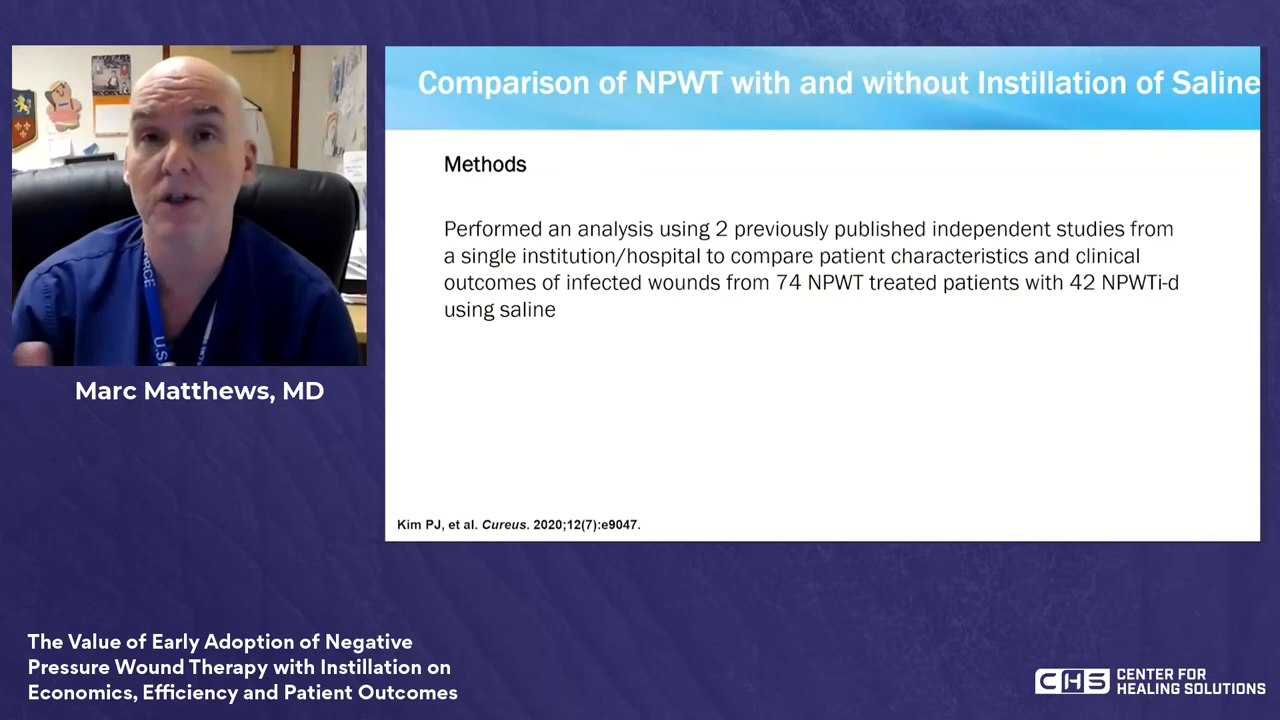 Comparison of NPWT with and without Instillation of Saline
Methods
Performed an analysis using 2 previously published independent studies from
a single institution/hospital to compare patient characteristics and clinical
outcomes of infected wounds from 74 NPWT treated patients with 42 NPWTi-d
using saline
Kim PJ, et al. Cureus. 2020;12(7):e9047.
Marc Matthews, MD
The Value of Early Adoption of Negative
Pressure Wound Therapy with Instillation on
Economics, Efficiency and Patient Outcomes
CHS
CENTER FOR
HEALING SOLUTIONS